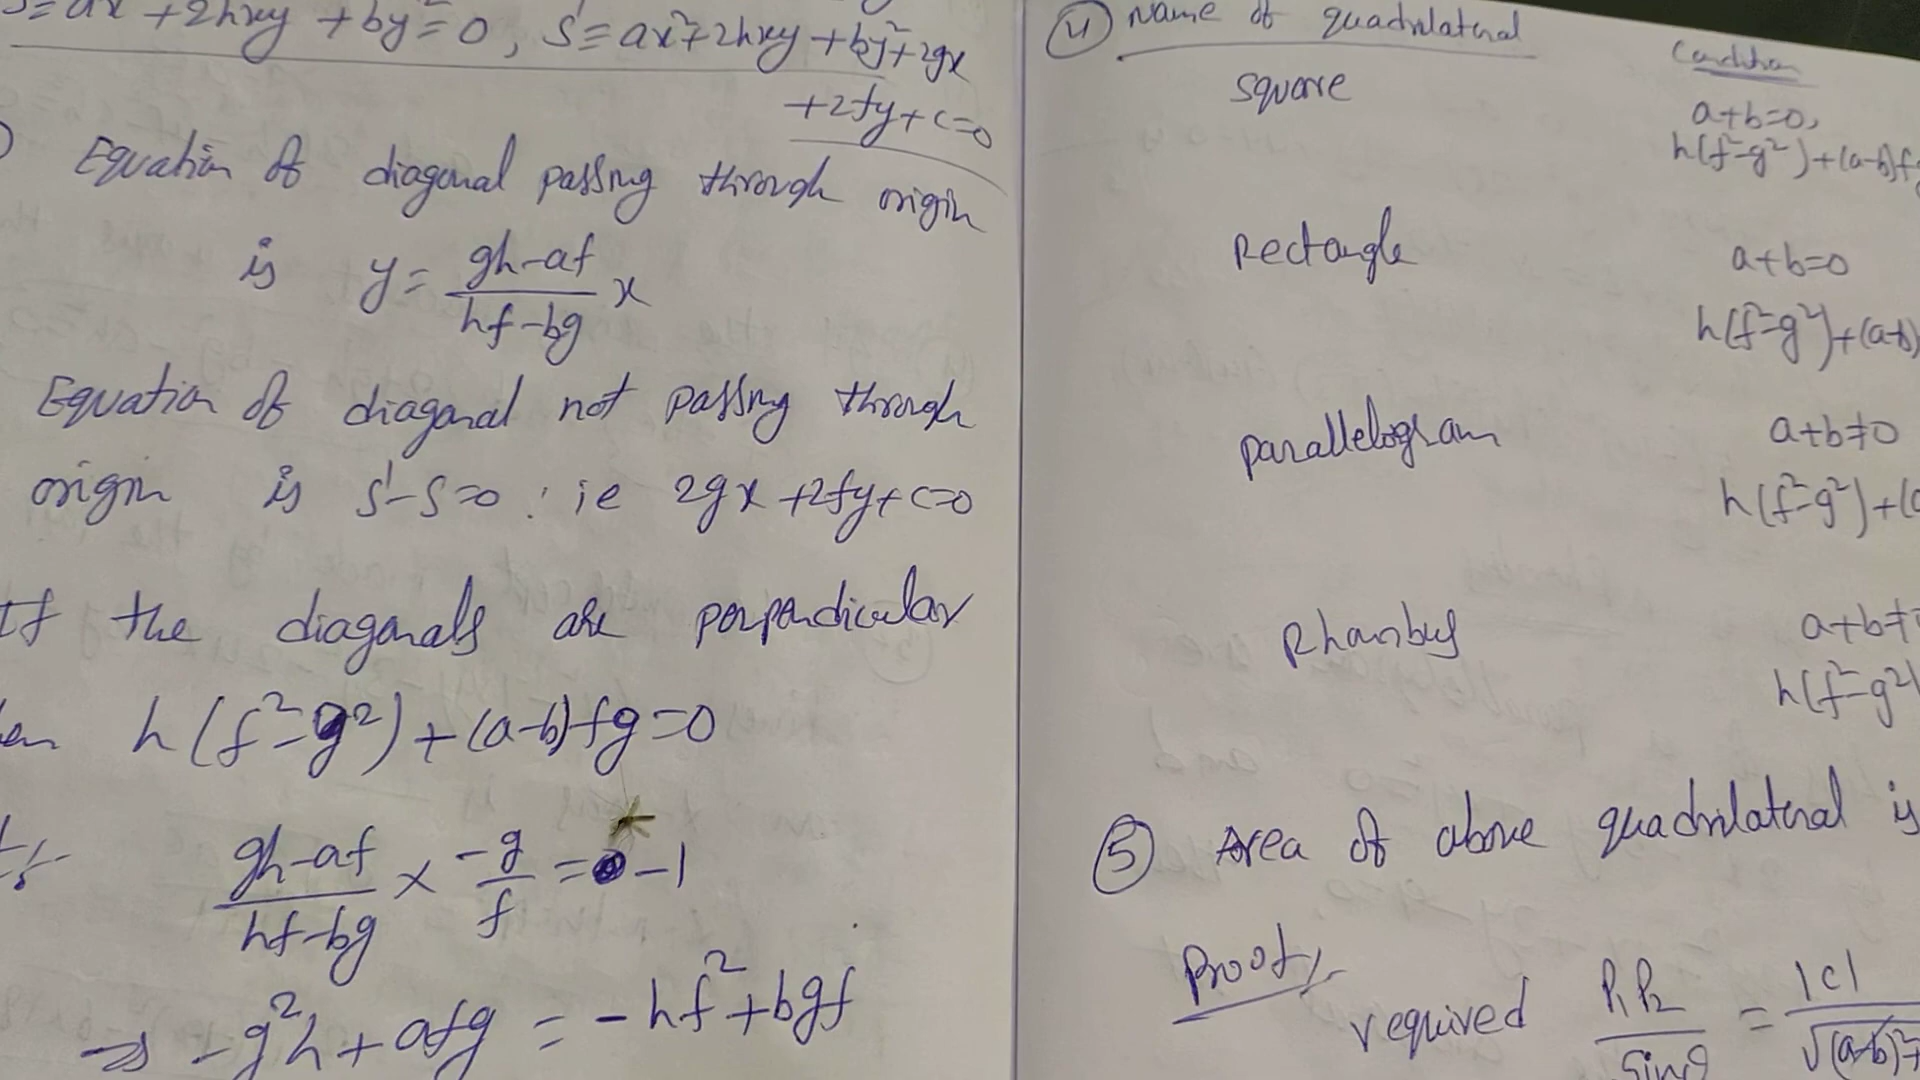 S≡ax²+2hxy+by²=0, S'≡ax²+2hxy+by²+2gx
+2fy+c=0
Equation of diagonal passing through origin
is y= gh-af/hf-bg x
Equation of diagonal not passing through
origin is S'-S=0 : ie 2gx+2fy+c=0
If the diagonals are perpendicular
h(f²-g²)+(a-b)fg=0
gh-af/hf-bg × -g/f = -1
⇒ -g²h+afg = -hf²+bgf
④ Name of quadrilateral Condition
square a+b=0,
h(f²-g²)+(a-b)f
Rectangle a+b=0
h(f²-g²)+(a-b)
parallelogram a+b≠0
h(f²-g²)+(
Rhombus a+b≠
h(f²-g²)
⑤ Area of above quadrilateral is
Proof:-
required P₁P₂/sinθ = |c|/√(a-b)²+